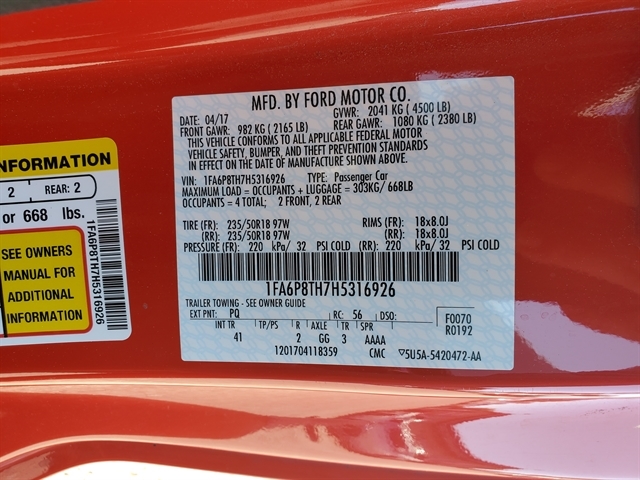 INFORMATION
2 REAR: 2
or 668 lbs.
SEE OWNERS
MANUAL FOR
ADDITIONAL
INFORMATION
1FA6P8TH7H5316926
MFD. BY FORD MOTOR CO.
DATE: 04/17 GVWR: 2041 KG ( 4500 LB)
FRONT GAWR: 982 KG ( 2165 LB) REAR GAWR: 1080 KG ( 2380 LB)
THIS VEHICLE CONFORMS TO ALL APPLICABLE FEDERAL MOTOR
VEHICLE SAFETY, BUMPER, AND THEFT PREVENTION STANDARDS
IN EFFECT ON THE DATE OF MANUFACTURE SHOWN ABOVE.
VIN: 1FA6P8TH7H5316926 TYPE: Passenger Car
MAXIMUM LOAD = OCCUPANTS + LUGGAGE = 303KG/ 668LB
OCCUPANTS = 4 TOTAL; 2 FRONT, 2 REAR
TIRE (FR): 235/50R18 97W RIMS (FR): 18x8.0J
(RR): 235/50R18 97W (RR): 18x8.0J
PRESSURE (FR): 220 kPa/ 32 PSI COLD (RR): 220 kPa/ 32 PSI COLD
1FA6P8TH7H5316926
TRAILER TOWING - SEE OWNER GUIDE
EXT PNT: PQ RC: 56 DSO: F0070
INT TR TP/PS R AXLE TR SPR R0192
41 2 GG 3 AAAA
1201704118359 CMC 5U5A-5420472-AA